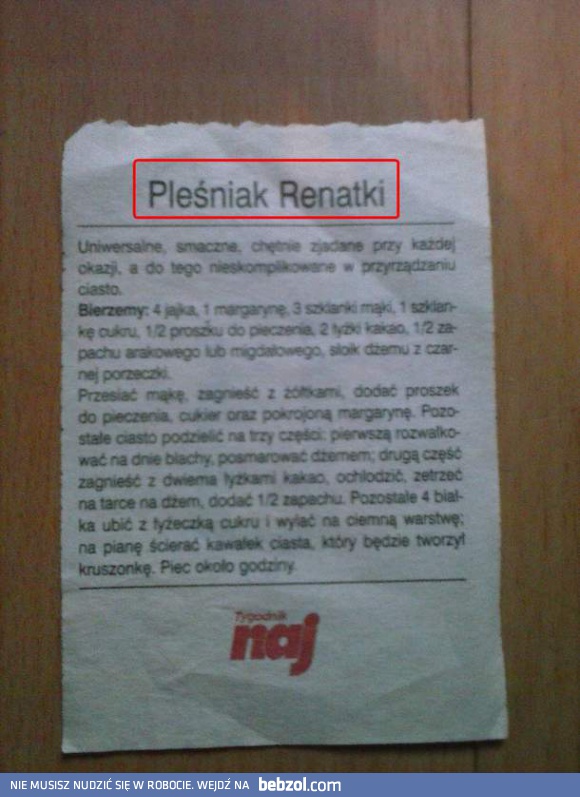 Pleśniak Renatki
Uniwersalne, smaczne, chętnie zjadane przy każdej
okazji, a do tego nieskomplikowane w przyrządzaniu
ciasto.
Bierzemy: 4 jajka, 1 margarynę, 3 szklanki mąki, 1 szklan-
kę cukru, 1/2 proszku do pieczenia, 2 łyżki kakao, 1/2 za-
pachu arakowego lub migdałowego, słoik dżemu z czar-
nej porzeczki.
Przesiać mąkę, zagnieść z żółtkami, dodać proszek
do pieczenia, cukier oraz pokrojoną margarynę. Pozo-
stałe ciasto podzielić na trzy części: pierwszą rozwałko-
wać na dnie blachy, posmarować dżemem; drugą część
zagnieść z dwiema łyżkami kakao, ochłodzić, zetrzeć
na tarce na dżem, dodać 1/2 zapachu. Pozostałe 4 biał-
ka ubić z łyżeczką cukru i wylać na ciemną warstwę;
na pianę ścierać kawałek ciasta, który będzie tworzył
kruszonkę. Piec około godziny.
Tygodnik
naj
NIE MUSISZ NUDZIĆ SIĘ W ROBOCIE. WEJDŹ NA bebzol.com